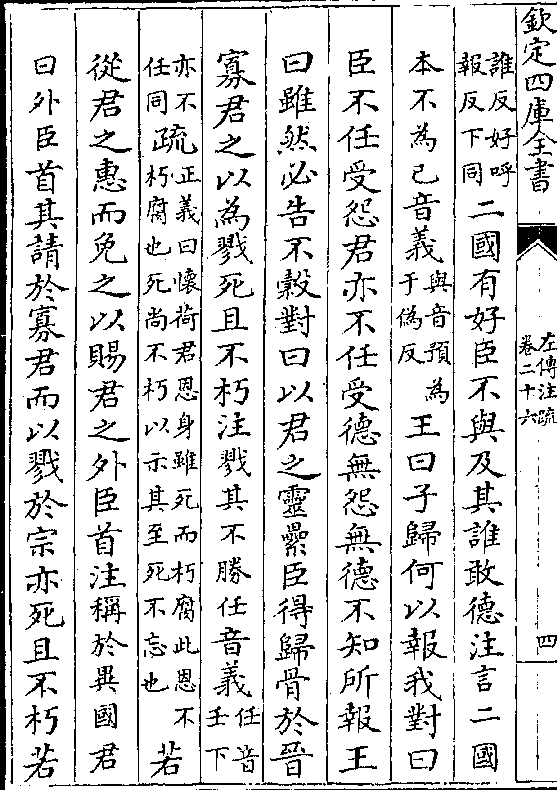 欽定四庫全書
左傳注疏
卷二十六
四
誰反好呼
報反下同
二國有好臣不與及其誰敢德注言二國
本不為已音義
與音預為
于偽反
王曰子歸何以報我對曰
臣不任受怨君亦不任受德無怨無德不知所報王
曰雖然必告不穀對曰以君之靈纍臣得歸骨於晉
寡君之以為戮死且不朽注戮其不勝任音義
任音
壬下
亦不
任同
疏
正義曰懷荷君恩身雖死而朽腐此恩不
朽腐也死尚不朽以示其至死不忘也
若
從君之惠而免之以賜君之外臣首注稱於異國君
曰外臣首其請於寡君而以戮於宗亦死且不朽若